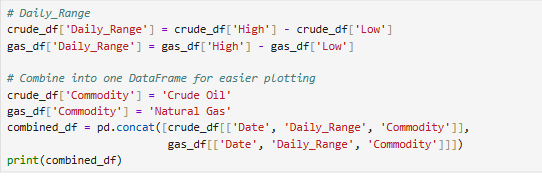 # Daily_Range
crude_df['Daily_Range'] = crude_df['High'] - crude_df['Low']
gas_df['Daily_Range'] = gas_df['High'] - gas_df['Low']

# Combine into one DataFrame for easier plotting
crude_df['Commodity'] = 'Crude Oil'
gas_df['Commodity'] = 'Natural Gas'
combined_df = pd.concat([crude_df[['Date', 'Daily_Range', 'Commodity']],
                         gas_df[['Date', 'Daily_Range', 'Commodity']]])
print(combined_df)